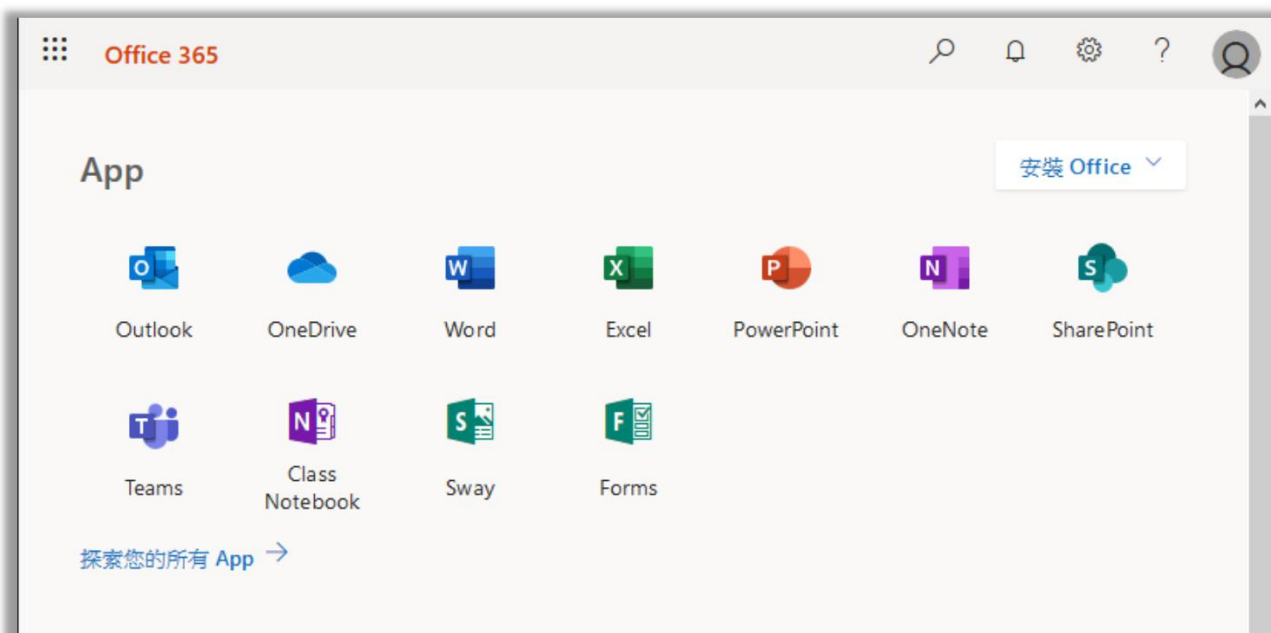 Office 365
?
App
安裝 Office
O
W
X
P
N
S
Outlook
OneDrive
Word
Excel
PowerPoint
OneNote
SharePoint
T
N
S
F
Teams
Class
Notebook
Sway
Forms
探索您的所有 App →